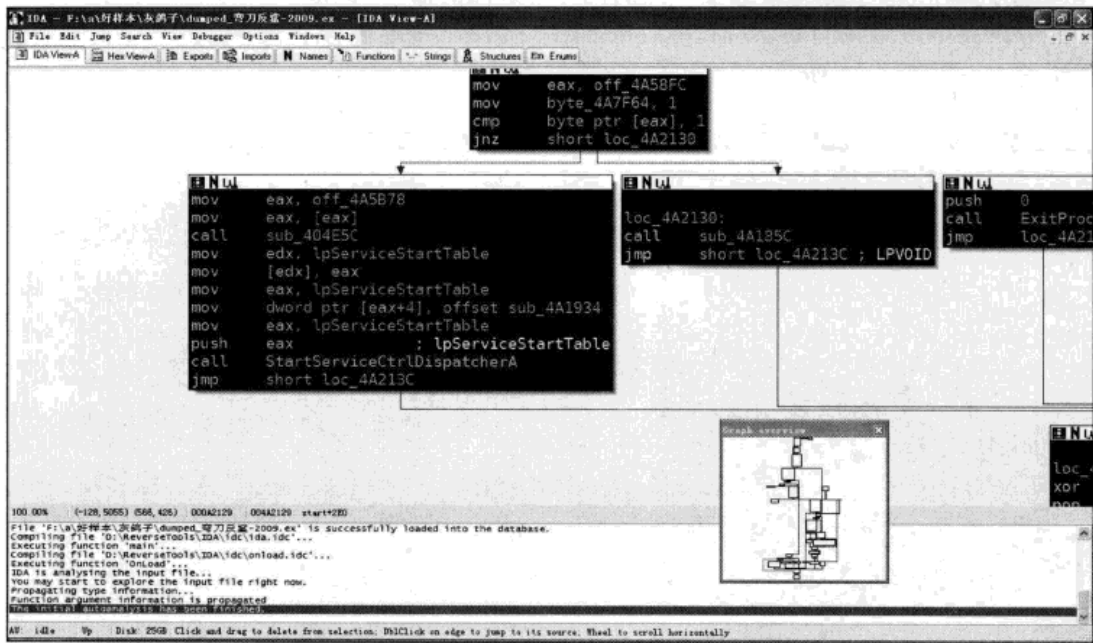 IDA - F:\a\好样本\灰鸽子\dumped_弯刀反鲨-2009.ex - [IDA View-A]
File Edit Jump Search View Debugger Options Windows Help
IDA View-A Hex View-A Exports Imports N Names Functions Strings Structures En Enums
mov eax, off_4A58FC
mov byte_4A7F64, 1
cmp byte ptr [eax], 1
jnz short loc_4A2130
mov eax, off_4A5B78
mov eax, [eax]
call sub_404E5C
mov edx, lpServiceStartTable
mov [edx], eax
mov eax, lpServiceStartTable
mov dword ptr [eax+4], offset sub_4A1934
mov eax, lpServiceStartTable
push eax ; lpServiceStartTable
call StartServiceCtrlDispatcherA
jmp short loc_4A213C
loc_4A2130:
call sub_4A185C
jmp short loc_4A213C ; LPVOID
push 0
call ExitProc
jmp loc_4A21
Graph overview
loc_4
xor
pop
100.00% (-128,5055) (566,426) 000A2129 004A2129 start+2E0
File 'F:\a\好样本\灰鸽子\dumped_弯刀反鲨-2009.ex' is successfully loaded into the database.
Compiling file 'D:\ReverseTools\IDA\idc\ida.idc'...
Executing function 'main'...
Compiling file 'D:\ReverseTools\IDA\idc\onload.idc'...
Executing function 'OnLoad'...
IDA is analysing the input file...
You may start to explore the input file right now.
Propagating type information...
Function argument information is propagated
The initial autoanalysis has been finished.
AU: idle Up Disk: 25GB Click and drag to delete from selection; DblClick on edge to jump to its source; Wheel to scroll horizontally